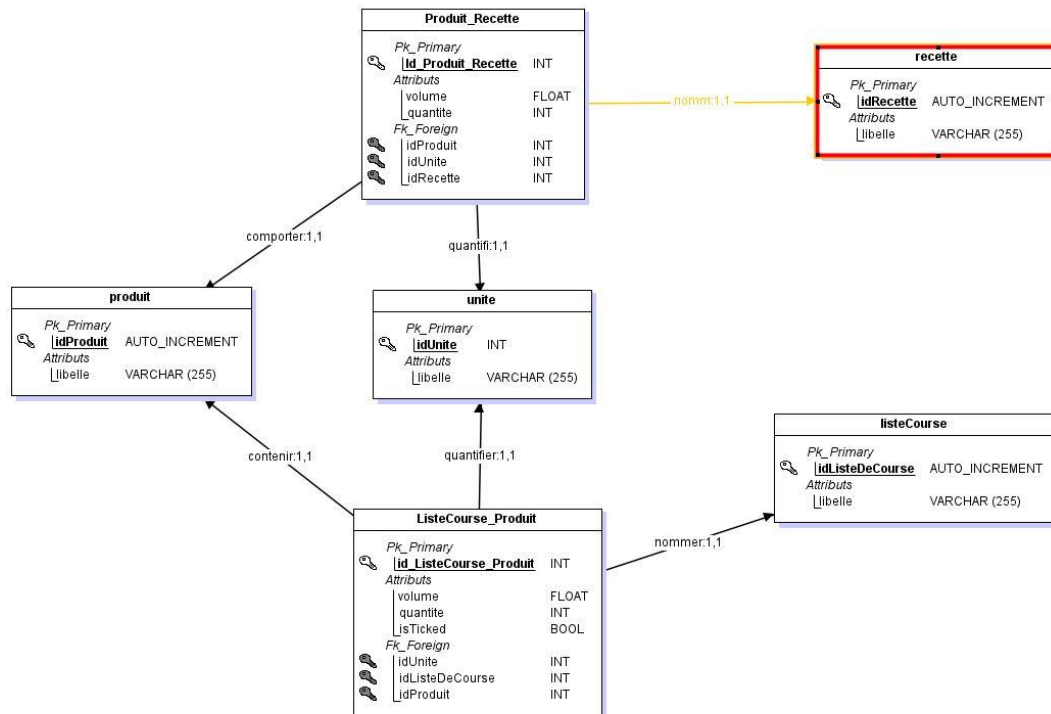 Produit_Recette
Pk_Primary
Id_Produit_Recette INT
Attributs
volume FLOAT
quantite INT
Fk_Foreign
idProduit INT
idUnite INT
idRecette INT
nomm:1,1
recette
Pk_Primary
idRecette AUTO_INCREMENT
Attributs
libelle VARCHAR (255)
comporter:1,1
quantifi:1,1
produit
Pk_Primary
idProduit AUTO_INCREMENT
Attributs
libelle VARCHAR (255)
unite
Pk_Primary
idUnite INT
Attributs
libelle VARCHAR (255)
contenir:1,1
quantifier:1,1
listeCourse
Pk_Primary
idListeDeCourse AUTO_INCREMENT
Attributs
libelle VARCHAR (255)
nommer:1,1
ListeCourse_Produit
Pk_Primary
id_ListeCourse_Produit INT
Attributs
volume FLOAT
quantite INT
isTicked BOOL
Fk_Foreign
idUnite INT
idListeDeCourse INT
idProduit INT